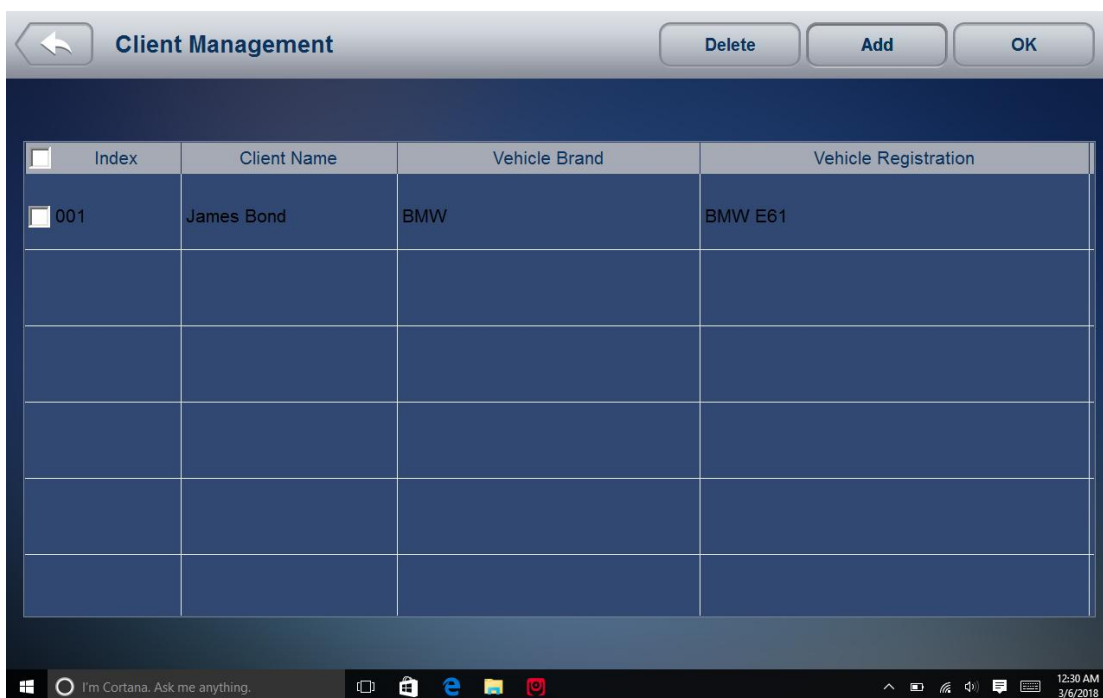 Client Management Delete Add OK
Index Client Name Vehicle Brand Vehicle Registration
001 James Bond BMW BMW E61
I'm Cortana. Ask me anything.
12:30 AM
3/6/2018